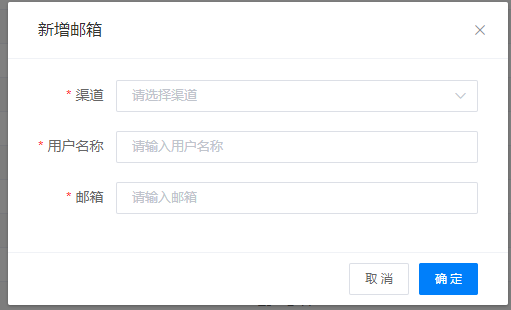 新增邮箱
* 渠道 请选择渠道
* 用户名称 请输入用户名称
* 邮箱 请输入邮箱
取消 确定